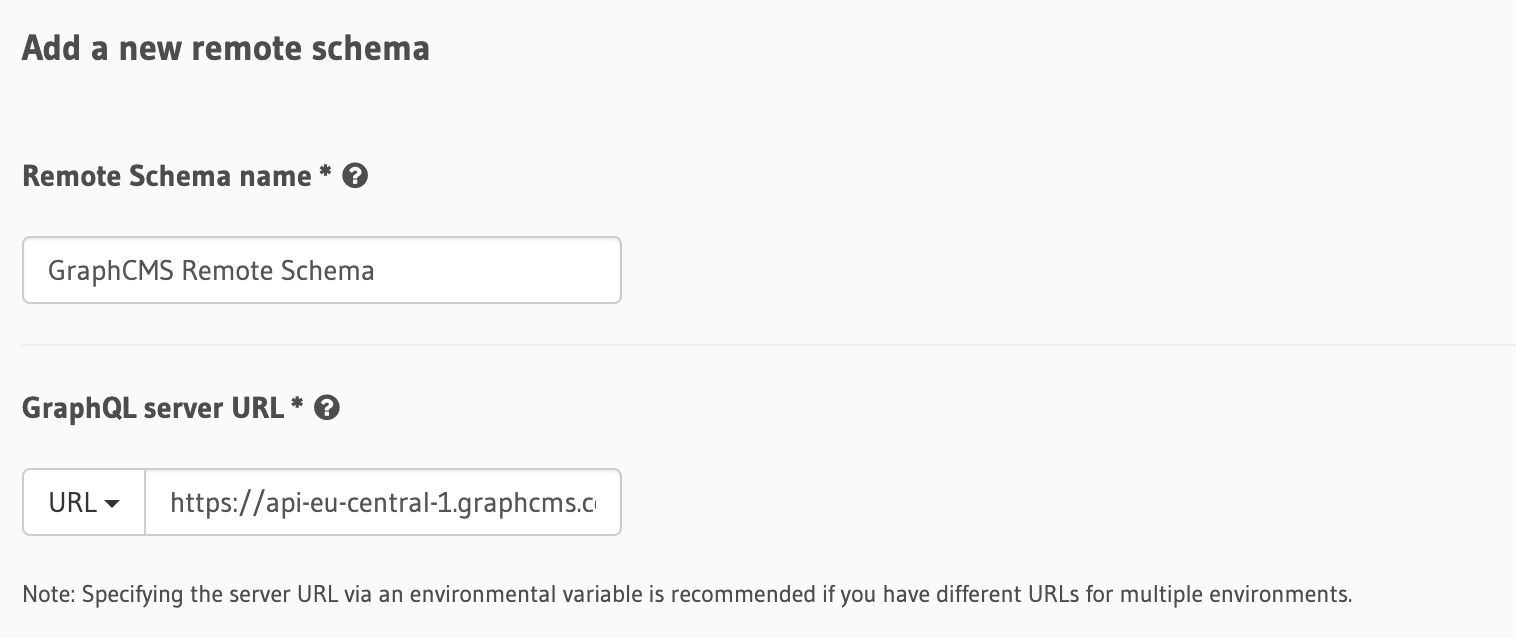 Add a new remote schema
Remote Schema name *
GraphCMS Remote Schema
GraphQL server URL *
URL https://api-eu-central-1.graphcms.c
Note: Specifying the server URL via an environmental variable is recommended if you have different URLs for multiple environments.